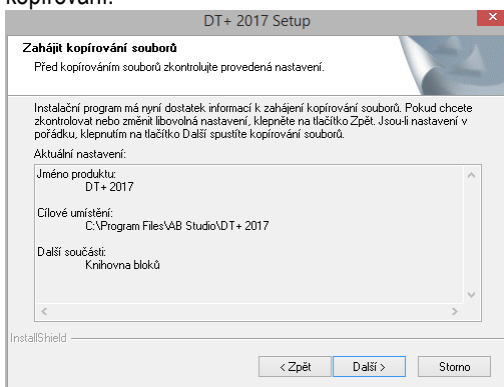 kopírování.
DT+ 2017 Setup
Zahájit kopírování souborů
Před kopírováním souborů zkontrolujte provedená nastavení.
Instalační program má nyní dostatek informací k zahájení kopírování souborů. Pokud chcete
zkontrolovat nebo změnit libovolná nastavení, klepněte na tlačítko Zpět. Jsou-li nastavení v
pořádku, klepnutím na tlačítko Další spustíte kopírování souborů.
Aktuální nastavení:
Jméno produktu:
DT+ 2017
Cílové umístění:
C:\Program Files\AB Studio\DT+ 2017
Další součásti:
Knihovna bloků
InstallShield
< Zpět Další > Storno